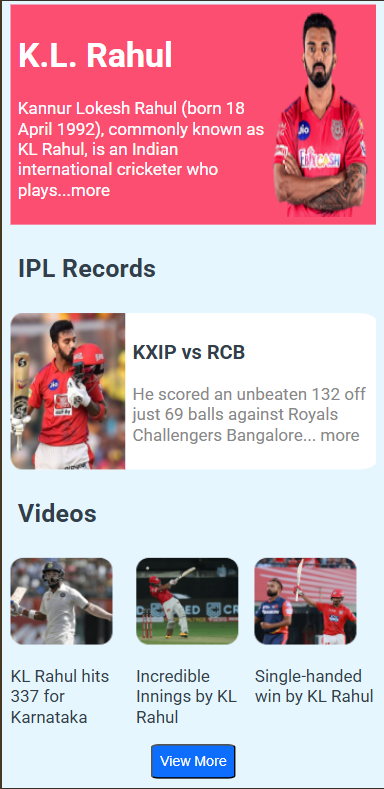 K.L. Rahul
Kannur Lokesh Rahul (born 18
April 1992), commonly known as
KL Rahul, is an Indian
international cricketer who
plays...more
Jio
IPL Records
KXIP vs RCB
He scored an unbeaten 132 off
just 69 balls against Royals
Challengers Bangalore... more
Videos
KL Rahul hits
337 for
Karnataka
Incredible
Innings by KL
Rahul
Single-handed
win by KL Rahul
View More